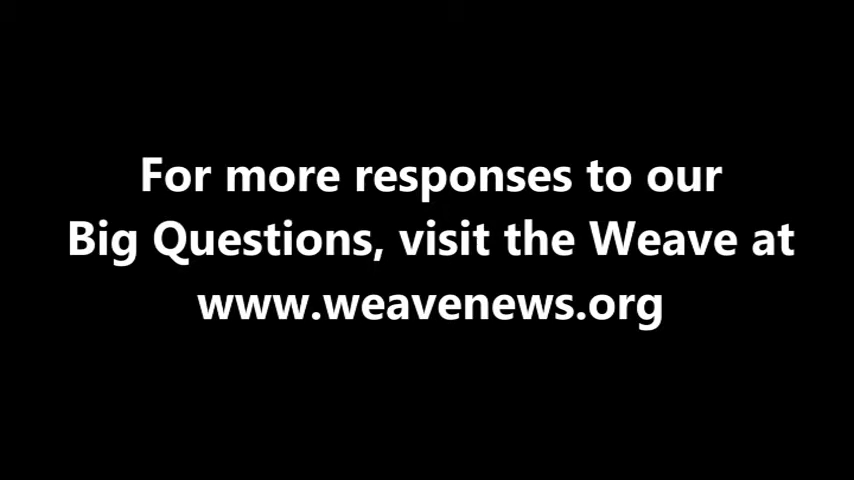 For more responses to our
Big Questions, visit the Weave at
www.weavenews.org